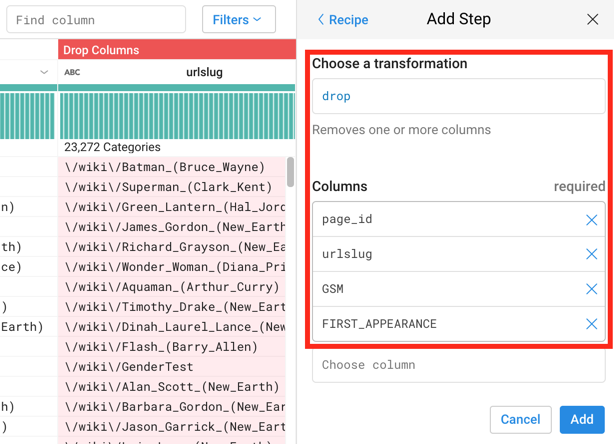 Find column
Filters
Drop Columns
ABC
urlslug
23,272 Categories
\/wiki\/Batman_(Bruce_Wayne)
\/wiki\/Superman_(Clark_Kent)
n)
\/wiki\/Green_Lantern_(Hal_Jord
\/wiki\/James_Gordon_(New_Earth
th)
\/wiki\/Richard_Grayson_(New_Ea
ce)
\/wiki\/Wonder_Woman_(Diana_Pri
\/wiki\/Aquaman_(Arthur_Curry)
)
\/wiki\/Timothy_Drake_(New_Eart
Earth)
\/wiki\/Dinah_Laurel_Lance_(New
\/wiki\/Flash_(Barry_Allen)
\/wiki\/GenderTest
)
\/wiki\/Alan_Scott_(New_Earth)
h)
\/wiki\/Barbara_Gordon_(New_Ear
)
\/wiki\/Jason_Garrick_(New_Eart
Recipe
Add Step
Choose a transformation
drop
Removes one or more columns
Columns required
page_id
urlslug
GSM
FIRST_APPEARANCE
Choose column
Cancel
Add